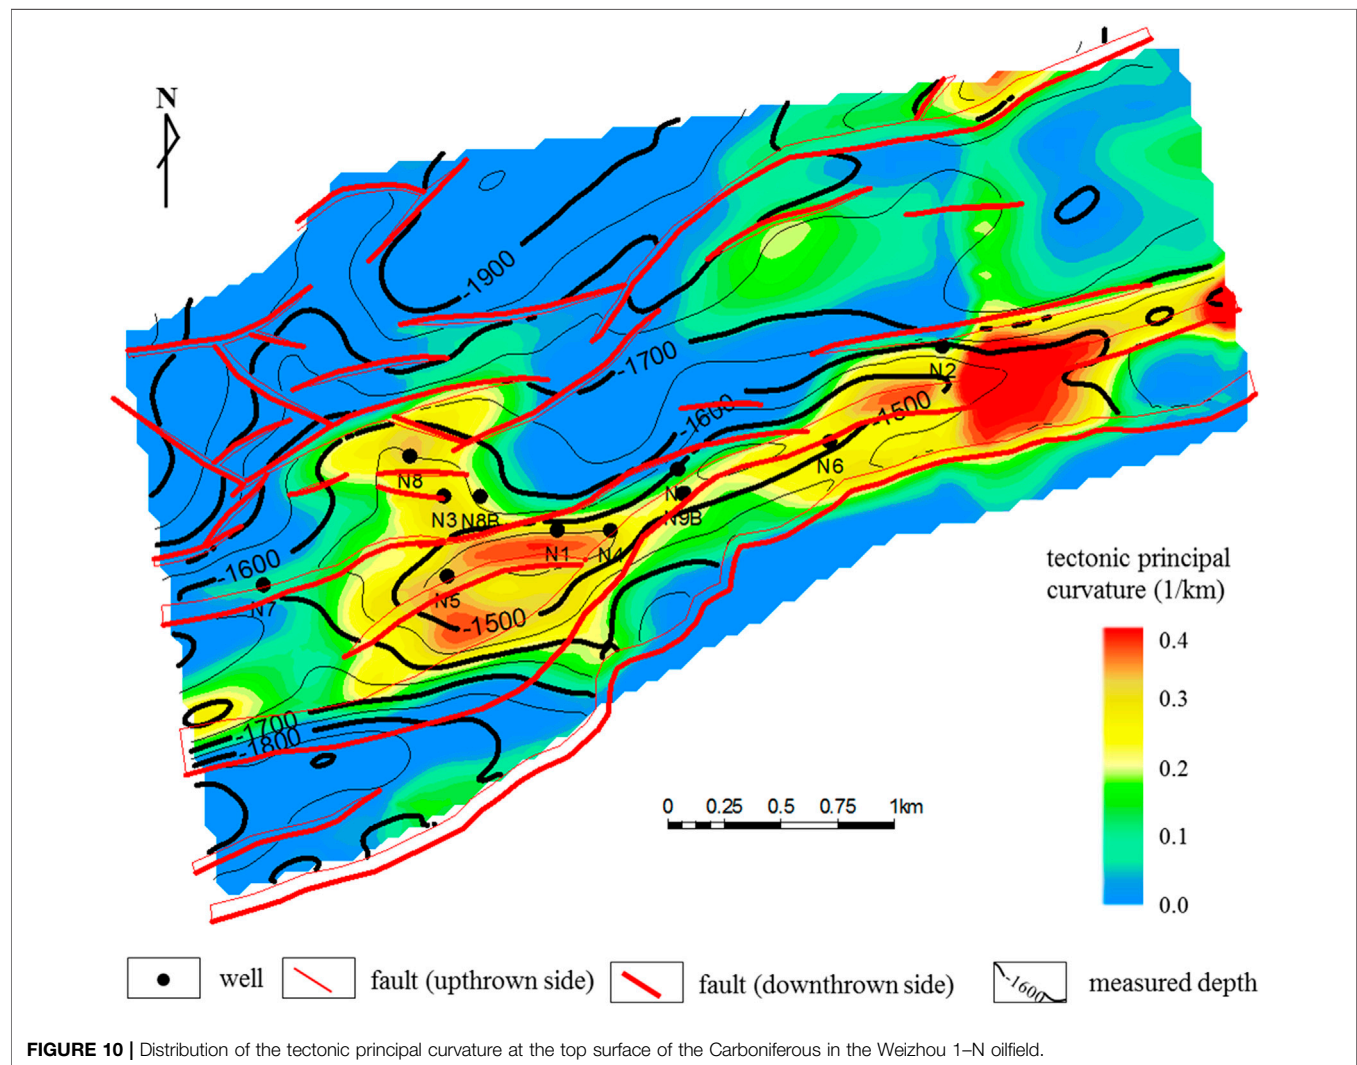 N
-1900
-1700
-1600
N2
-1500
N6
N8
N3
N8B
N9B
N1
N4
-1600
N5
N7
-1500
-1700
-1800
tectonic principal
curvature (1/km)
0.4
0.3
0.2
0.1
0.0
0 0.25 0.5 0.75 1km
well
fault (upthrown side)
fault (downthrown side)
-1600
measured depth
FIGURE 10 | Distribution of the tectonic principal curvature at the top surface of the Carboniferous in the Weizhou 1–N oilfield.